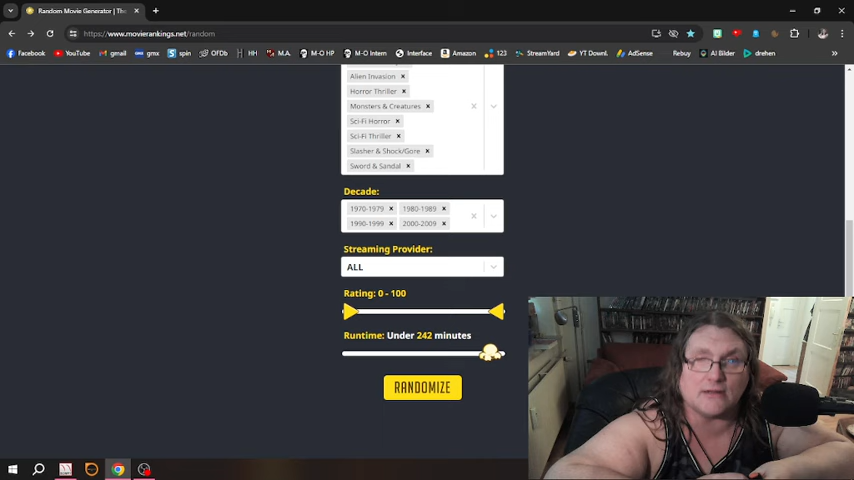 Random Movie Generator | The
https://www.movierankings.net/random
Facebook YouTube gmail gmx spin OFDb HH M.A. M-O HP M-O Intern Interface Amazon 123 StreamYard YT Downl. AdSense Rebuy AI Bilder drehen
Alien Invasion ×
Horror Thriller ×
Monsters & Creatures ×
Sci-Fi Horror ×
Sci-Fi Thriller ×
Slasher & Shock/Gore ×
Sword & Sandal ×
Decade:
1970-1979 × 1980-1989 ×
1990-1999 × 2000-2009 ×
Streaming Provider:
ALL
Rating: 0 - 100
Runtime: Under 242 minutes
RANDOMIZE